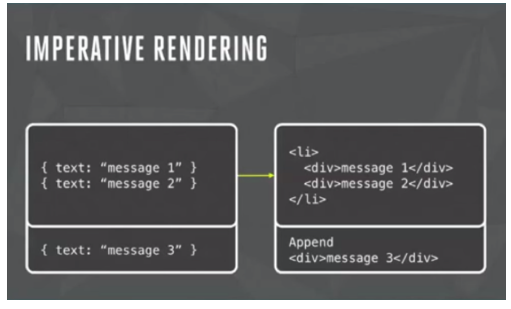 IMPERATIVE RENDERING
{ text: “message 1” }
{ text: “message 2” }
{ text: “message 3” }
<li>
<div>message 1</div>
<div>message 2</div>
</li>
Append
<div>message 3</div>